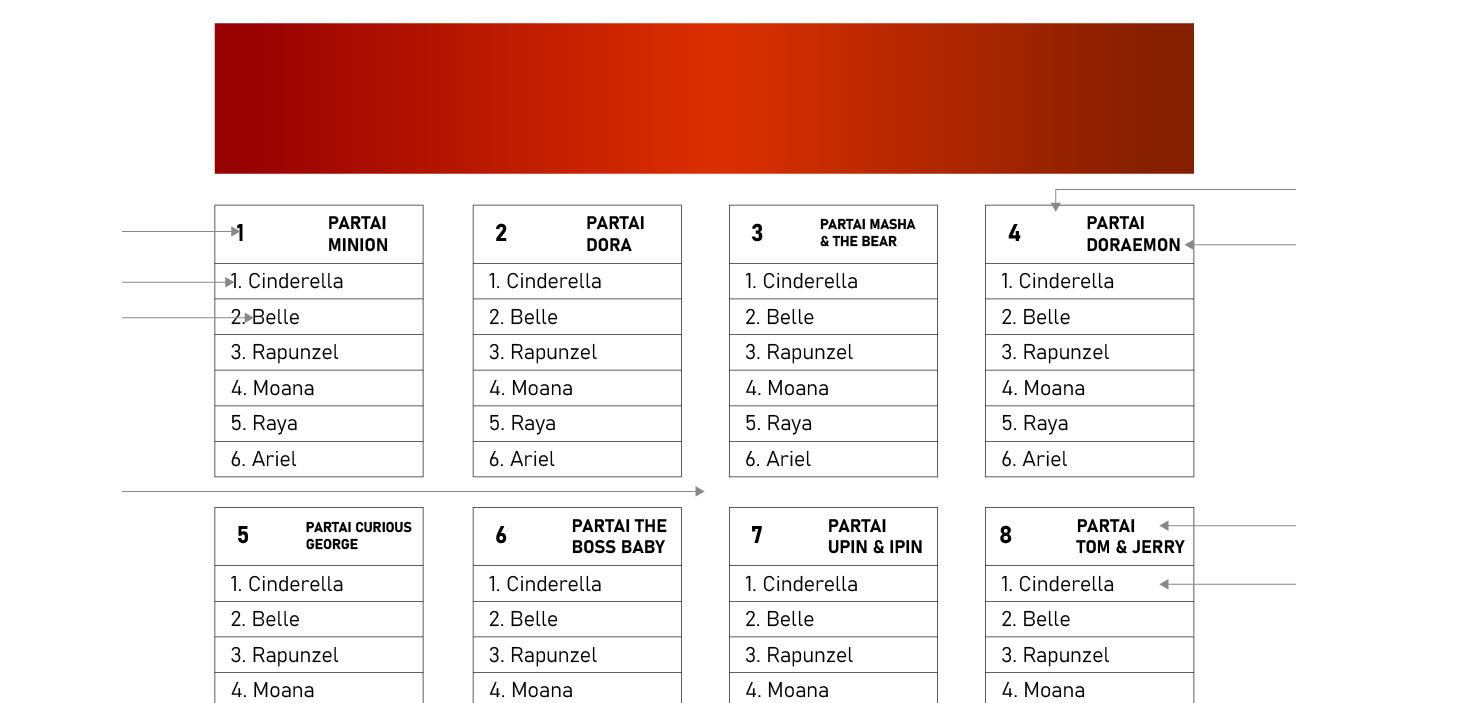 1 PARTAI
MINION
1. Cinderella
2. Belle
3. Rapunzel
4. Moana
5. Raya
6. Ariel
2 PARTAI
DORA
1. Cinderella
2. Belle
3. Rapunzel
4. Moana
5. Raya
6. Ariel
3 PARTAI MASHA
& THE BEAR
1. Cinderella
2. Belle
3. Rapunzel
4. Moana
5. Raya
6. Ariel
4 PARTAI
DORAEMON
1. Cinderella
2. Belle
3. Rapunzel
4. Moana
5. Raya
6. Ariel
5 PARTAI CURIOUS
GEORGE
1. Cinderella
2. Belle
3. Rapunzel
4. Moana
6 PARTAI THE
BOSS BABY
1. Cinderella
2. Belle
3. Rapunzel
4. Moana
7 PARTAI
UPIN & IPIN
1. Cinderella
2. Belle
3. Rapunzel
4. Moana
8 PARTAI
TOM & JERRY
1. Cinderella
2. Belle
3. Rapunzel
4. Moana